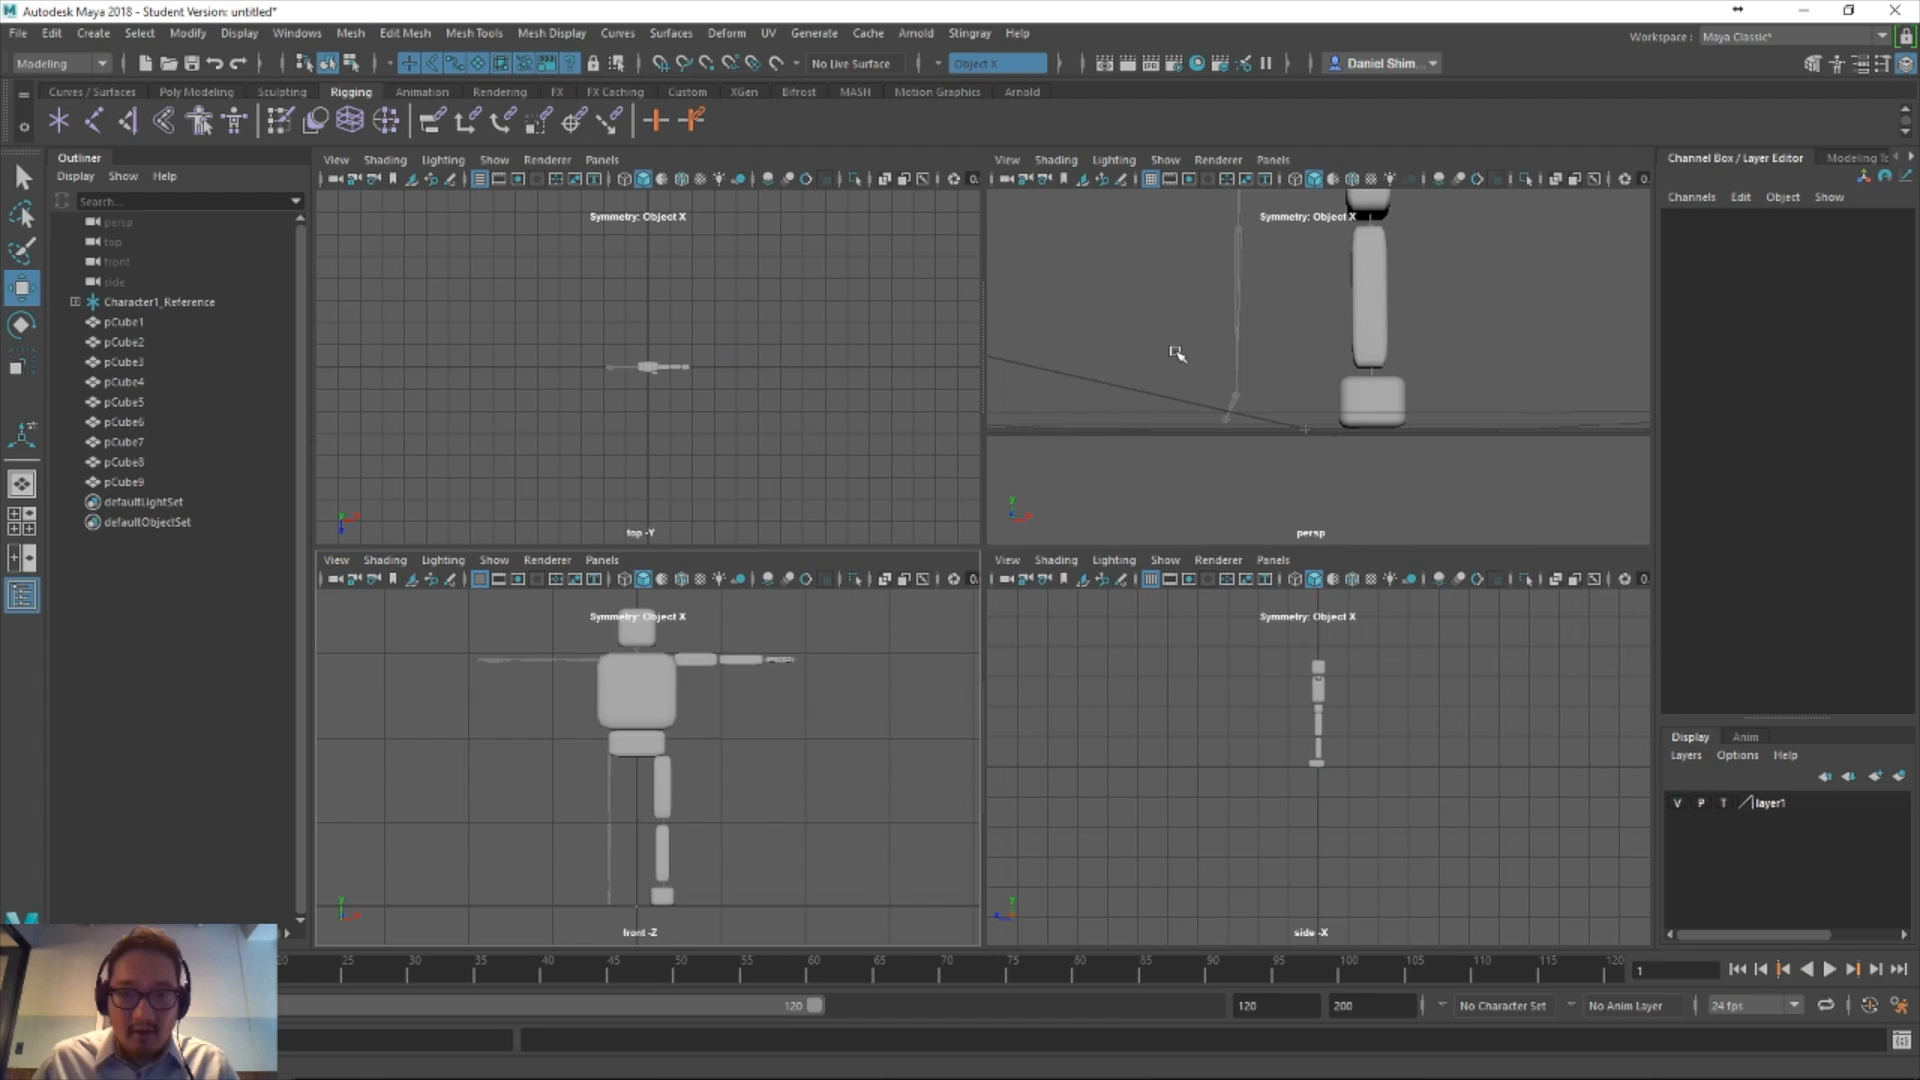 Autodesk Maya 2018 - Student Version: untitled*
File Edit Create Select Modify Display Windows Mesh Edit Mesh Mesh Tools Mesh Display Curves Surfaces Deform UV Generate Cache Arnold Stingray Help
Workspace : Maya Classic*
Modeling No Live Surface Object X Daniel Shim...
Curves / Surfaces Poly Modeling Sculpting Rigging Animation Rendering FX FX Caching Custom XGen Bifrost MASH Motion Graphics Arnold
Outliner
Display Show Help
Search...
persp
top
front
side
Character1_Reference
pCube1
pCube2
pCube3
pCube4
pCube5
pCube6
pCube7
pCube8
pCube9
defaultLightSet
defaultObjectSet
View Shading Lighting Show Renderer Panels
Symmetry: Object X
top -Y
View Shading Lighting Show Renderer Panels
Symmetry: Object X
persp
View Shading Lighting Show Renderer Panels
Symmetry: Object X
front -Z
View Shading Lighting Show Renderer Panels
Symmetry: Object X
side -X
Channel Box / Layer Editor
Channels Edit Object Show
Display Anim
Layers Options Help
V P T layer1
20 25 30 35 40 45 50 55 60 65 70 75 80 85 90 95 100 105 110 115 120
1
120 120 200 No Character Set No Anim Layer 24 fps